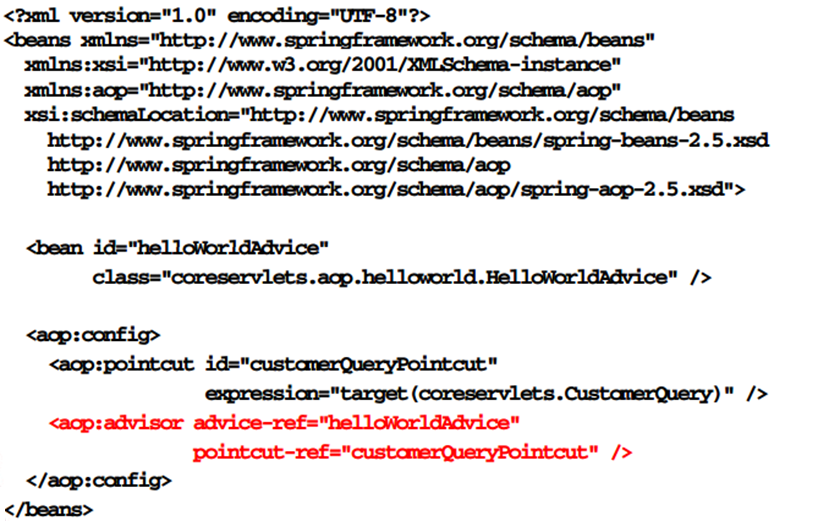 <?xml version="1.0" encoding="UTF-8"?>
<beans xmlns="http://www.springframework.org/schema/beans"
xmlns:xsi="http://www.w3.org/2001/XMLSchema-instance"
xmlns:aop="http://www.springframework.org/schema/aop"
xsi:schemaLocation="http://www.springframework.org/schema/beans
http://www.springframework.org/schema/beans/spring-beans-2.5.xsd
http://www.springframework.org/schema/aop
http://www.springframework.org/schema/aop/spring-aop-2.5.xsd">
<bean id="helloWorldAdvice"
class="coreservlets.aop.helloworld.HelloWorldAdvice" />
<aop:config>
<aop:pointcut id="customerQueryPointcut"
expression="target(coreservlets.CustomerQuery)" />
<aop:advisor advice-ref="helloWorldAdvice"
pointcut-ref="customerQueryPointcut" />
</aop:config>
</beans>